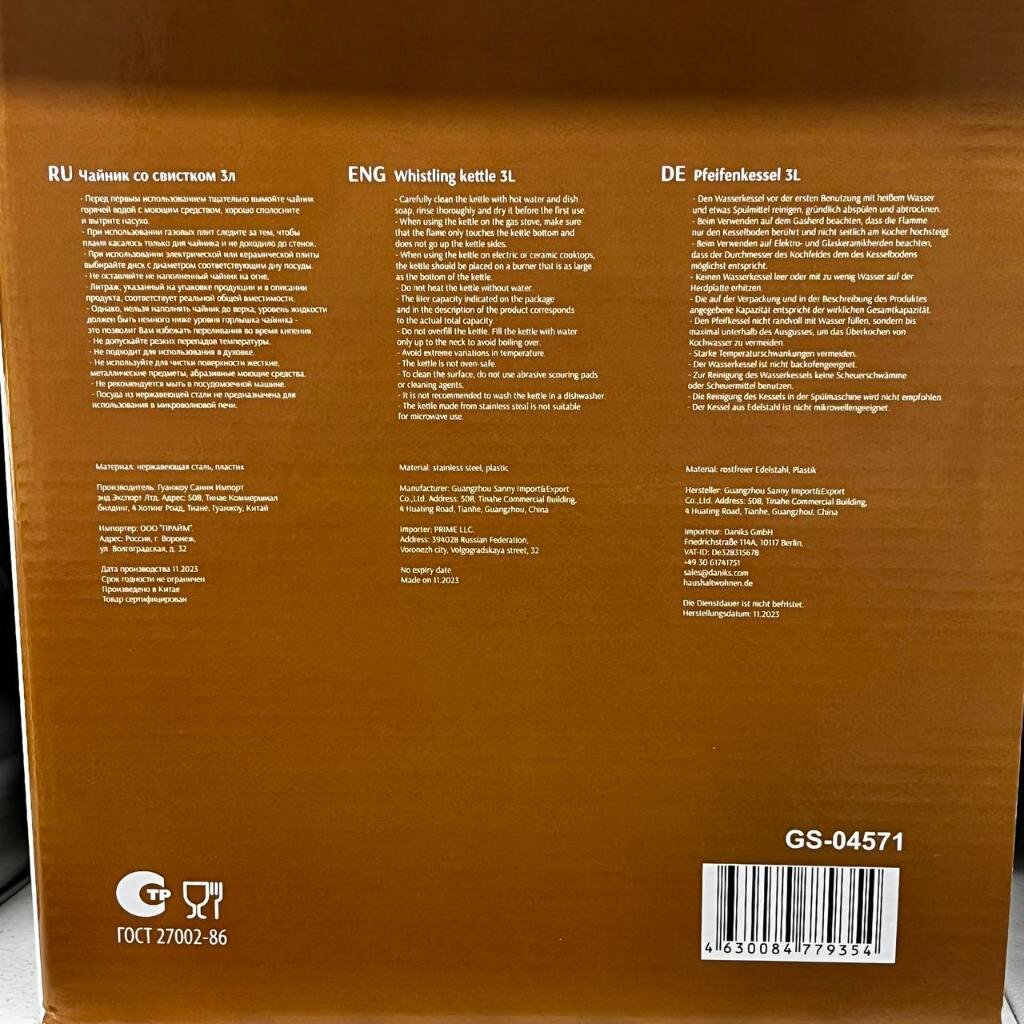 RU Чайник со свистком 3л
- Перед первым использованием тщательно вымойте чайник
горячей водой с моющим средством, хорошо сполосните
и вытрите насухо.
- При использовании газовых плит следите за тем, чтобы
пламя касалось только дна чайника и не доходило до стенок.
- При использовании электрической или керамической плиты
выбирайте диск с диаметром соответствующим дну посуды.
- Не оставляйте не наполненный чайник на огне.
- Литраж, указанный на упаковке продукции и в описании
продукта, соответствует реальной общей вместимости.
- Однако, нельзя наполнять чайник до верха, уровень жидкости
должен быть немного ниже уровня горлышка чайника -
это позволит Вам избежать переливания во время кипения.
- Не допускайте резких перепадов температуры.
- Не подходит для использования в духовке.
- Не используйте для чистки поверхности жесткие,
металлические предметы, абразивные моющие средства.
- Не рекомендуется мыть в посудомоечной машине.
- Посуда из нержавеющей стали не предназначена для
использования в микроволновой печи.
Материал: нержавеющая сталь, пластик
Производитель: Гуанжоу Санни Импорт
энд Экспорт Лтд. Адрес: 508, Тинае Коммершиал
билдинг, 4 Хотинг Роад, Тиане, Гуанжоу, Китай
Импортер: ООО "ПРАЙМ".
Адрес: Россия, г. Воронеж,
ул. Волгоградская, д. 32
Дата производства 11.2023
Срок годности не ограничен
Произведено в Китае
Товар сертифицирован
ENG Whistling kettle 3L
- Carefully clean the kettle with hot water and dish
soap, rinse thoroughly and dry it before the first use.
- When using the kettle on the gas stove, make sure
that the flame only touches the kettle bottom and
does not go up the kettle sides.
- When using the kettle on electric or ceramic cooktops,
the kettle should be placed on a burner that is as large
as the bottom of the kettle.
- Do not heat the kettle without water.
- The liter capacity indicated on the package
and in the description of the product corresponds
to the actual total capacity.
- Do not overfill the kettle. Fill the kettle with water
only up to the neck to avoid boiling over.
- Avoid extreme variations in temperature.
- The kettle is not oven-safe.
- To clean the surface, do not use abrasive scouring pads
or cleaning agents.
- It is not recommended to wash the kettle in a dishwasher.
- The kettle made from stainless steal is not suitable
for microwave use.
Material: stainless steel, plastic
Manufacturer: Guangzhou Sanny Import&Export
Co.,Ltd. Address: 508, Tinahe Commercial Building,
4 Huating Road, Tianhe, Guangzhou, China
Importer: PRIME LLC.
Address: 394028 Russian Federation,
Voronezh city, Volgogradskaya street, 32
No expiry date
Made on 11.2023
DE Pfeifenkessel 3L
- Den Wasserkessel vor der ersten Benutzung mit heißem Wasser
und etwas Spülmittel reinigen, gründlich abspülen und abtrocknen.
- Beim Verwenden auf dem Gasherd beachten, dass die Flamme
nur den Kesselboden berührt und nicht seitlich am Kocher hochsteigt.
- Beim Verwenden auf Elektro- und Glaskeramikherden beachten,
dass der Durchmesser des Kochfeldes dem des Kesselbodens
möglichst entspricht.
- Keinen Wasserkessel leer oder mit zu wenig Wasser auf der
Herdplatte erhitzen.
- Die auf der Verpackung und in der Beschreibung des Produktes
angegebene Kapazität entspricht der wirklichen Gesamtkapazität.
- Den Pfeifkessel nicht randvoll mit Wasser füllen, sondern bis
maximal unterhalb des Ausgusses, um das Überkochen von
Kochwasser zu vermeiden.
- Starke Temperaturschwankungen vermeiden.
- Der Wasserkessel ist nicht backofengeeignet.
- Zur Reinigung des Wasserkessels keine Scheuerschwämme
oder Scheuermittel benutzen.
- Die Reinigung des Kessels in der Spülmaschine wird nicht empfohlen.
- Der Kessel aus Edelstahl ist nicht mikrowellengeeignet.
Material: rostfreier Edelstahl, Plastik
Hersteller: Guangzhou Sanny Import&Export
Co.,Ltd. Address: 508, Tinahe Commercial Building,
4 Huating Road, Tianhe, Guangzhou, China
Importeur: Daniks GmbH
Friedrichstraße 114A, 10117 Berlin,
VAT-ID: De328315678
+49 30 61741751
sales@daniks.com
haushaltwohnen.de
Die Dienstdauer ist nicht befristet.
Herstellungsdatum: 11.2023
GS-04571
4 630084 779354
ТР
ГОСТ 27002-86